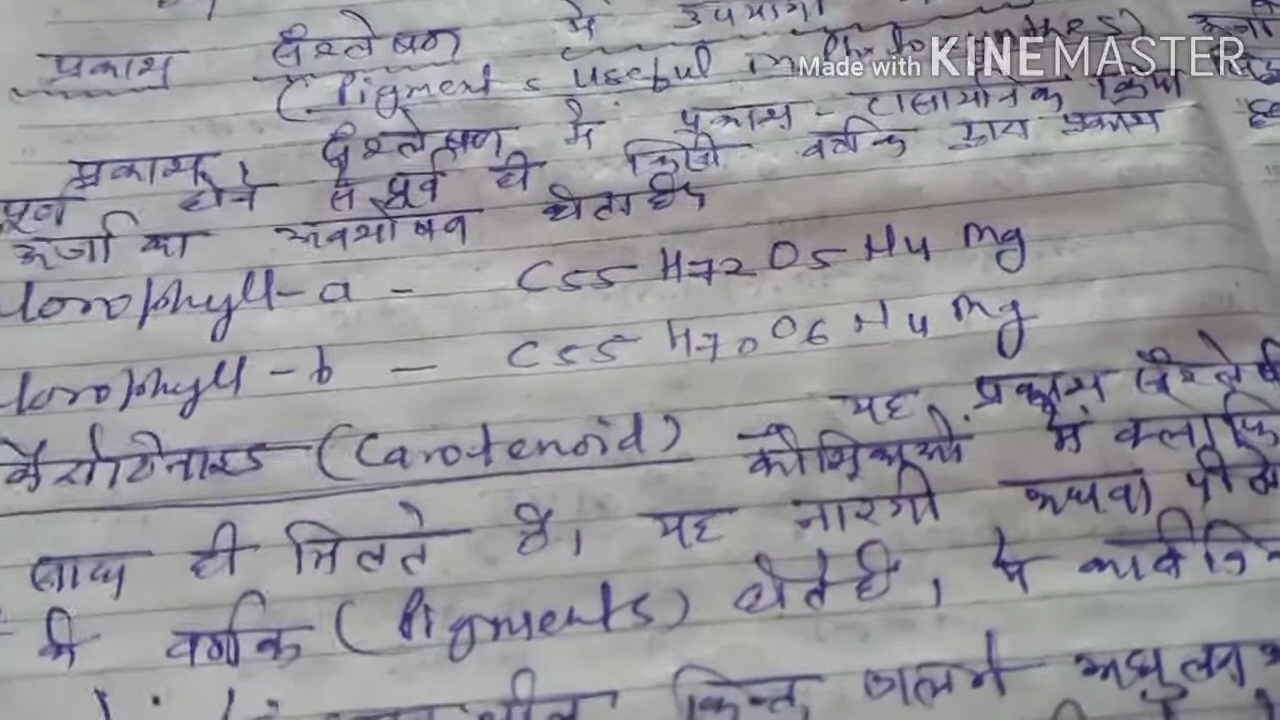 प्रकाश संश्लेषण में उपयोगी
(Pigments useful in
Made with KINEMASTER
प्रकाश संश्लेषण में प्रकाश - रासायनिक क्रिया
पूर्ण होने से पूर्व ही किसी वर्णक द्वारा प्रकाश
ऊर्जा का अवशोषण होता है।
lorophyll-a - C55 H72 O5 N4 Mg
lorophyll-b - C55 H70 O6 N4 Mg
कैरोटिनाइड (Carotenoid) यह प्रकाश
कोशिकाओं में
साथ ही मिलते है, यह नारंगी अथवा
के वर्णक (Pigments) होते है, ये
किन्तु जलमे